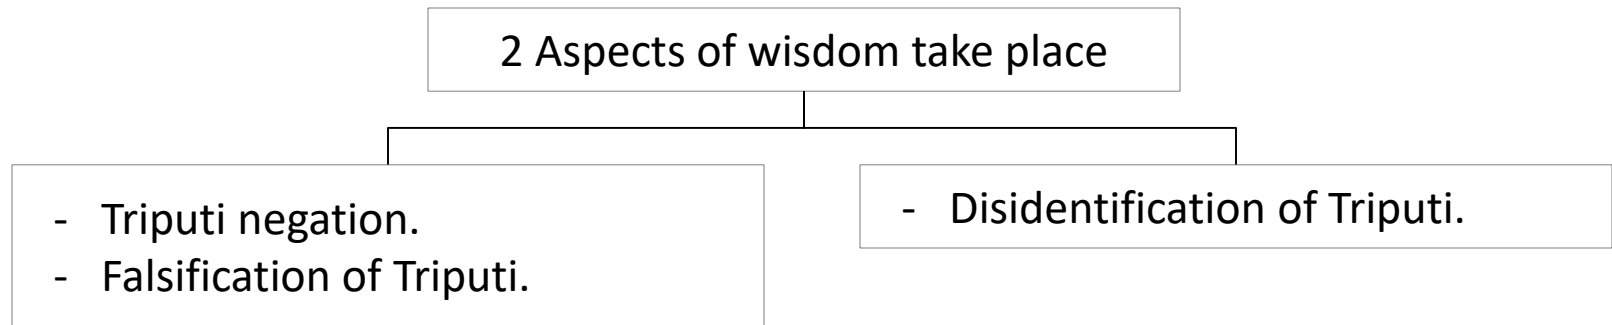 2 Aspects of wisdom take place
- Triputi negation.
- Falsification of Triputi.
- Disidentification of Triputi.